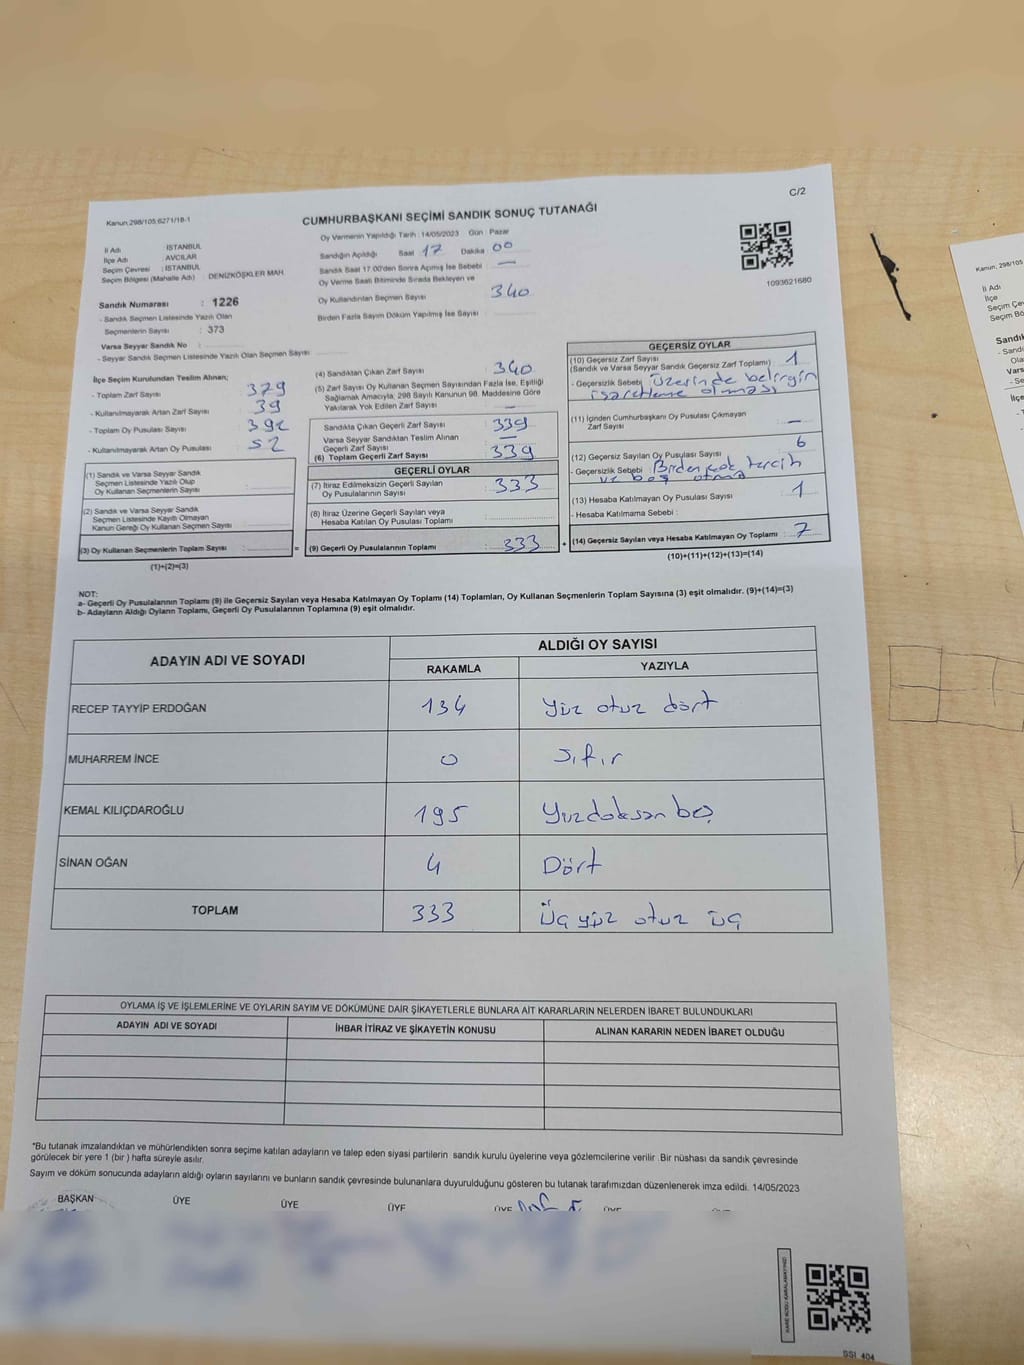 C/2
Kanun:298/105,6271/18-1
CUMHURBAŞKANI SEÇİMİ SANDIK SONUÇ TUTANAĞI
İl Adı : İSTANBUL
İlçe Adı : AVCILAR
Seçim Çevresi : İSTANBUL
Seçim Bölgesi (Mahalle Adı) : DENİZKÖŞKLER MAH.
Sandık Numarası : 1226
- Sandık Seçmen Listesinde Yazılı Olan
Seçmenlerin Sayısı : 373
Varsa Seyyar Sandık No :
- Seyyar Sandık Seçmen Listesinde Yazılı Olan Seçmen Sayısı :
Oy Vermenin Yapıldığı Tarih : 14/05/2023 Gün : Pazar
Sandığın Açıldığı Saat 17 Dakika 00
Sandık Saat 17.00'den Sonra Açılmış İse Sebebi : —
Oy Verme Saati Bitiminde Sırada Bekleyen ve
Oy Kullandırılan Seçmen Sayısı : 340
Birden Fazla Sayım Döküm Yapılmış İse Sayısı :
1093621680
İlçe Seçim Kurulundan Teslim Alınan;
- Toplam Zarf Sayısı : 379
- Kullanılmayarak Artan Zarf Sayısı : 39
- Toplam Oy Pusulası Sayısı : 392
- Kullanılmayarak Artan Oy Pusulası : 52
(1) Sandık ve Varsa Seyyar Sandık
Seçmen Listesinde Yazılı Olup
Oy Kullanan Seçmenlerin Sayısı :
(2) Sandık ve Varsa Seyyar Sandık
Seçmen Listesinde Kayıtlı Olmayan
Kanun Gereği Oy Kullanan Seçmen Sayısı :
(3) Oy Kullanan Seçmenlerin Toplam Sayısı : =
(1)+(2)=(3)
(4) Sandıktan Çıkan Zarf Sayısı : 340
(5) Zarf Sayısı Oy Kullanan Seçmen Sayısından Fazla İse, Eşitliği
Sağlamak Amacıyla, 298 Sayılı Kanunun 98. Maddesine Göre
Yakılarak Yok Edilen Zarf Sayısı : —
Sandıkta Çıkan Geçerli Zarf Sayısı : 339
Varsa Seyyar Sandıktan Teslim Alınan
Geçerli Zarf Sayısı : —
(6) Toplam Geçerli Zarf Sayısı : 339
GEÇERLİ OYLAR
(7) İtiraz Edilmeksizin Geçerli Sayılan
Oy Pusulalarının Sayısı : 333
(8) İtiraz Üzerine Geçerli Sayılan veya
Hesaba Katılan Oy Pusulası Toplamı :
(9) Geçerli Oy Pusulalarının Toplamı : 333 +
GEÇERSİZ OYLAR
(10) Geçersiz Zarf Sayısı
(Sandık ve Varsa Seyyar Sandık Geçersiz Zarf Toplamı) : 1
- Geçersizlik Sebebi : Üzerinde belirgin
işaretleme olması
(11) İçinden Cumhurbaşkanı Oy Pusulası Çıkmayan
Zarf Sayısı : —
(12) Geçersiz Sayılan Oy Pusulası Sayısı : 6
- Geçersizlik Sebebi : Birden çok tercih
ve boş olma
(13) Hesaba Katılmayan Oy Pusulası Sayısı : 1
- Hesaba Katılmama Sebebi :
(14) Geçersiz Sayılan veya Hesaba Katılmayan Oy Toplamı : 7
(10)+(11)+(12)+(13)=(14)
NOT:
a- Geçerli Oy Pusulalarının Toplamı (9) ile Geçersiz Sayılan veya Hesaba Katılmayan Oy Toplamı (14) Toplamları, Oy Kullanan Seçmenlerin Toplam Sayısına (3) eşit olmalıdır. (9)+(14)=(3)
b- Adayların Aldığı Oyların Toplamı, Geçerli Oy Pusulalarının Toplamına (9) eşit olmalıdır.
ADAYIN ADI VE SOYADI ALDIĞI OY SAYISI
RAKAMLA YAZIYLA
RECEP TAYYİP ERDOĞAN 134 Yüz otuz dört
MUHARREM İNCE 0 Sıfır
KEMAL KILIÇDAROĞLU 195 Yüzdoksan beş
SİNAN OĞAN 4 Dört
TOPLAM 333 Üç yüz otuz üç
OYLAMA İŞ VE İŞLEMLERİNE VE OYLARIN SAYIM VE DÖKÜMÜNE DAİR ŞİKAYETLERLE BUNLARA AİT KARARLARIN NELERDEN İBARET BULUNDUKLARI
ADAYIN ADI VE SOYADI İHBAR İTİRAZ VE ŞİKAYETİN KONUSU ALINAN KARARIN NEDEN İBARET OLDUĞU
*Bu tutanak imzalandıktan ve mühürlendikten sonra seçime katılan adayların ve talep eden siyasi partilerin sandık kurulu üyelerine veya gözlemcilerine verilir. Bir nüshası da sandık çevresinde
görülecek bir yere 1 (bir) hafta süreyle asılır.
Sayım ve döküm sonucunda adayların aldığı oyların sayılarını ve bunların sandık çevresinde bulunanlara duyurulduğunu gösteren bu tutanak tarafımızdan düzenlenerek imza edildi. 14/05/2023
BAŞKAN ÜYE ÜYE ÜYE ÜYE ÜYE ÜYE
KARE KODU KARALAMAYINIZ!
SSI 404
Kanun: 298/105
İl Adı
İlçe
Seçim Çev
Seçim Bö